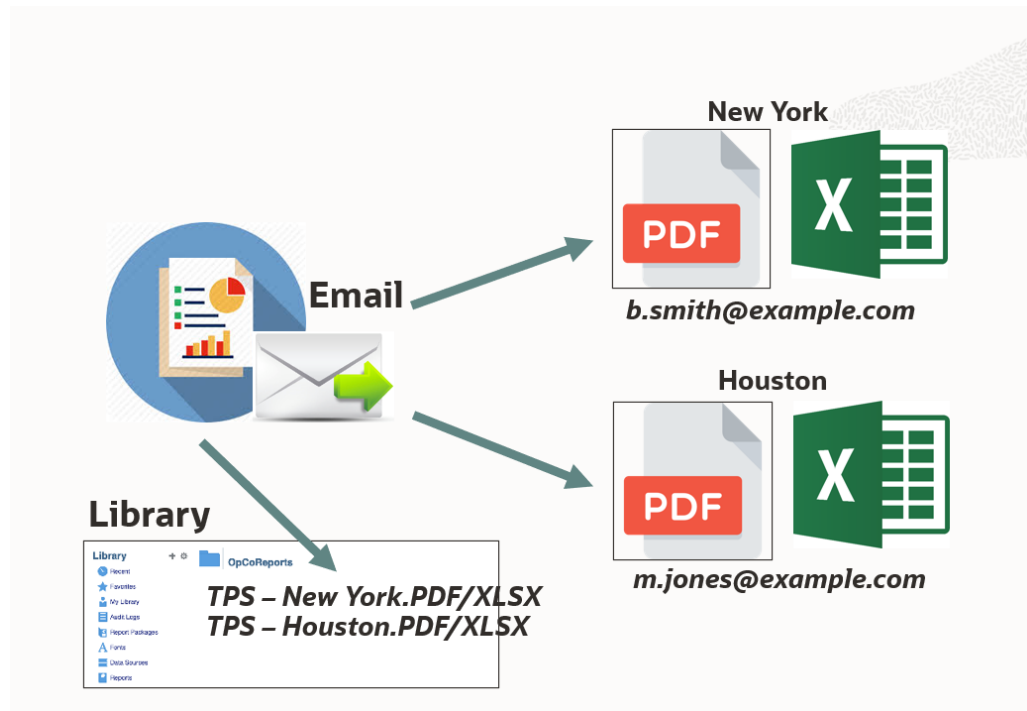 New York
PDF
X
b.smith@example.com
Email
Houston
PDF
X
m.jones@example.com
Library
Library
OpCoReports
Recent
Favorites
My Library
Audit Logs
Report Packages
Fonts
Data Sources
Reports
TPS – New York.PDF/XLSX
TPS – Houston.PDF/XLSX